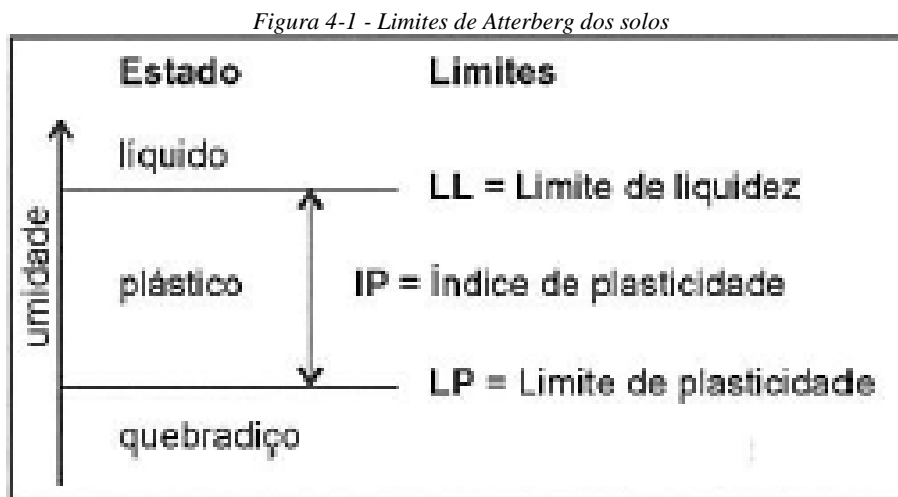 Figura 4-1 - Limites de Atterberg dos solos
Estado Limites
líquido
LL = Limite de liquidez
umidade
plástico IP = Índice de plasticidade
LP = Limite de plasticidade
quebradiço